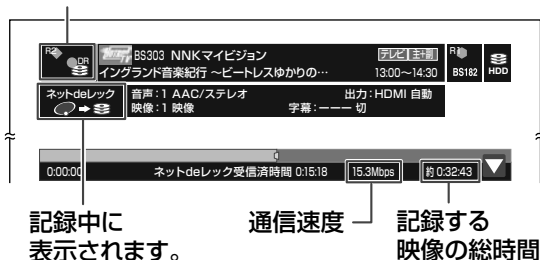 R2 DR BS303 NNKマイビジョン テレビ 主+副 R1 BS182 HDD
イングランド音楽紀行 ～ビートレスゆかりの… 13:00～14:30
ネットdeレック 音声:1 AAC/ステレオ 出力:HDMI 自動
映像:1 映像 字幕:ーーー 切
0:00:00 ネットdeレック受信済時間 0:15:18 15.3Mbps 約 0:32:43
記録中に
表示されます。
通信速度
記録する
映像の総時間